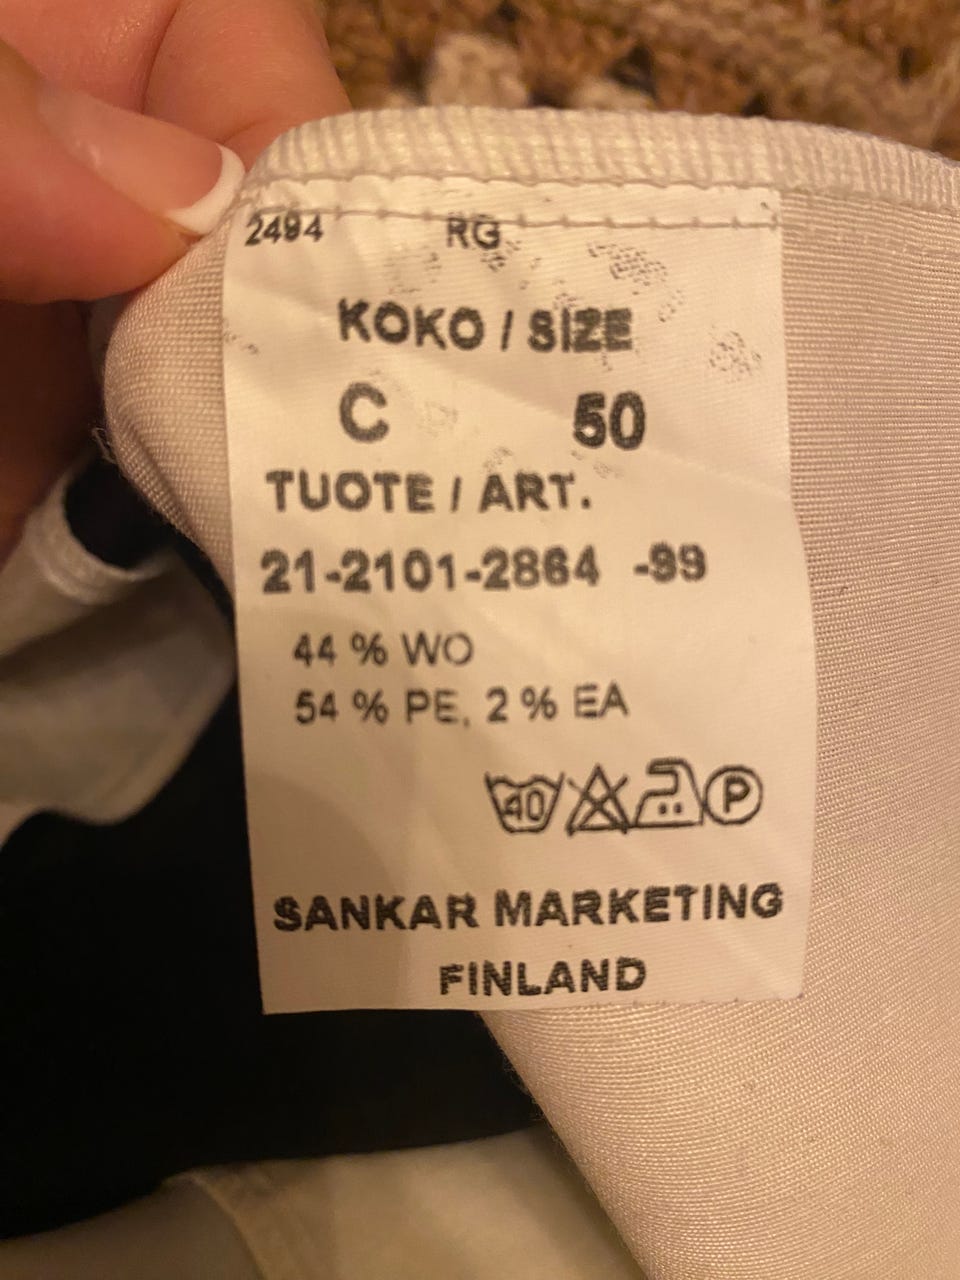 2494 RG
KOKO / SIZE
C 50
TUOTE / ART.
21-2101-2864 -99
44 % WO
54 % PE, 2 % EA
40 P
SANKAR MARKETING
FINLAND